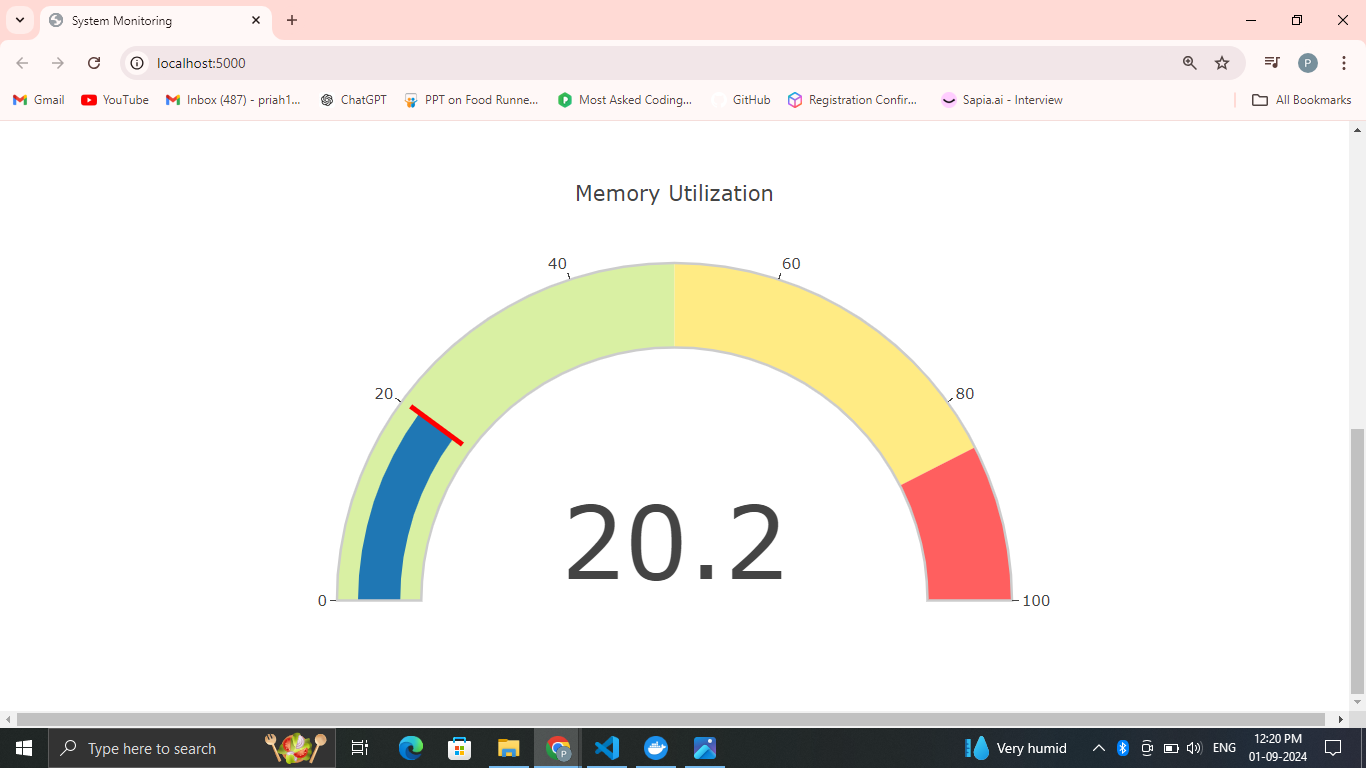 System Monitoring
localhost:5000
P
Gmail
YouTube
Inbox (487) - priah1...
ChatGPT
PPT on Food Runne...
Most Asked Coding...
GitHub
Registration Confir...
Sapia.ai - Interview
All Bookmarks
Memory Utilization
40
60
20
80
20.2
0
100
Type here to search
P
Very humid
ENG
12:20 PM
01-09-2024